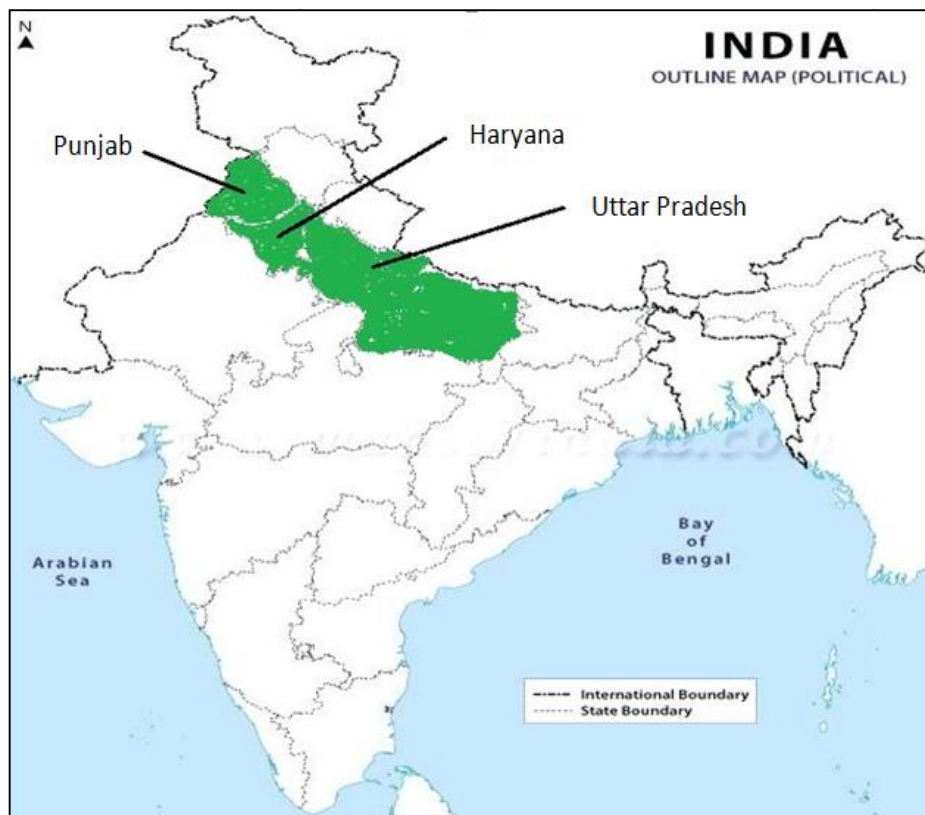 N
INDIA
OUTLINE MAP (POLITICAL)
Punjab
Haryana
Uttar Pradesh
Arabian
Sea
Bay
of
Bengal
International Boundary
State Boundary